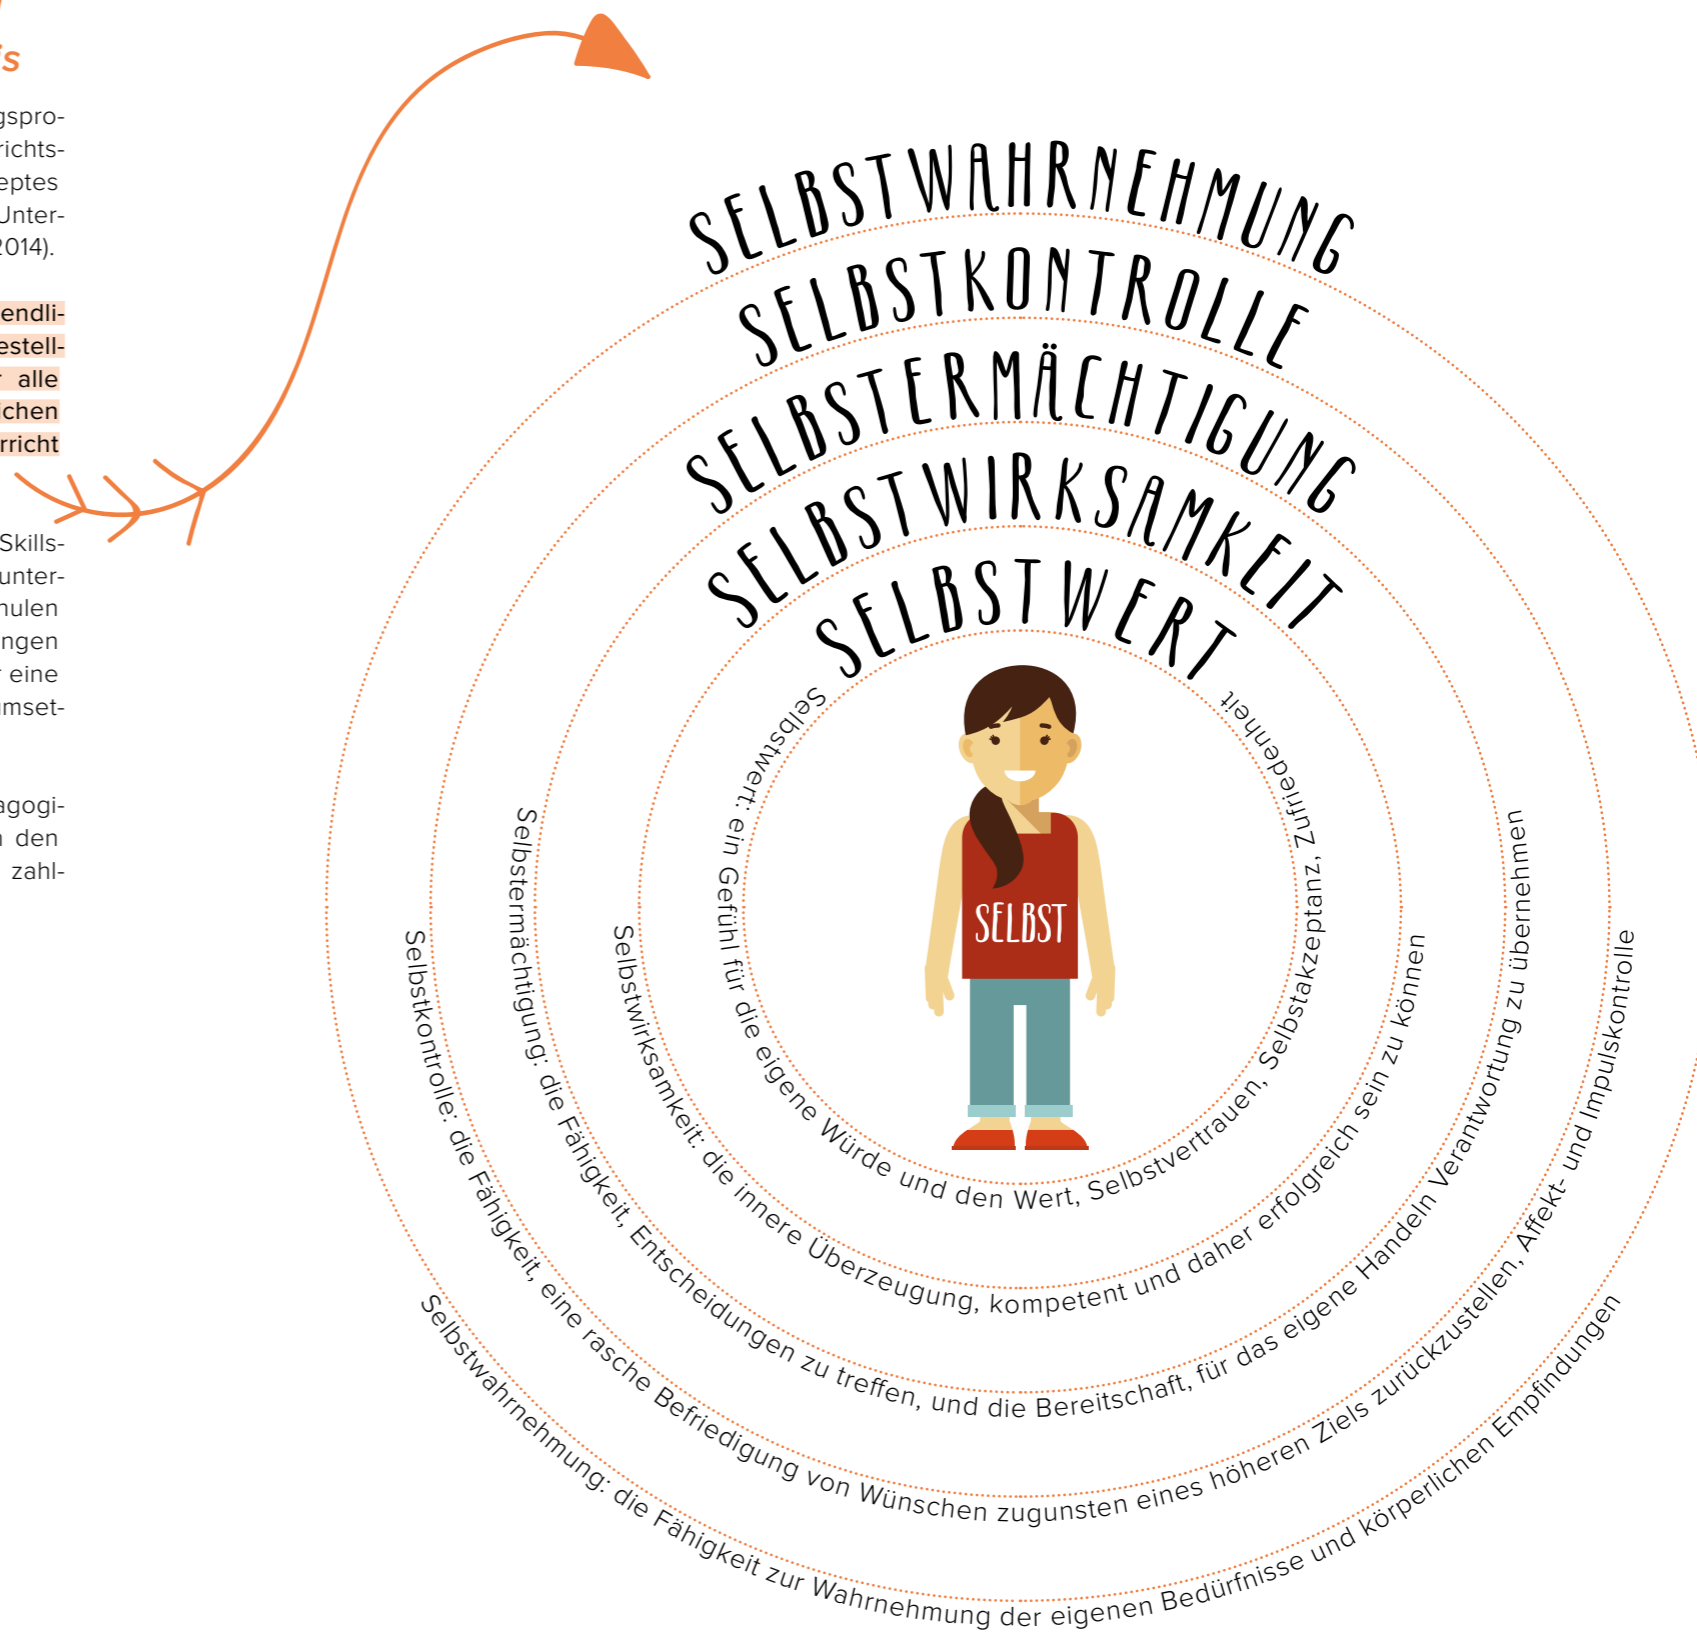 is
gspro-
richts-
eptes
Unter-
2014).
endli-
estell-
r alle
ichen
rricht
Skills-
unter-
hulen
ngen
r eine
umset-
agogi-
n den
zahl-
SELBSTWAHRNEHMUNG
SELBSTKONTROLLE
SELBSTERMÄCHTIGUNG
SELBSTWIRKSAMKEIT
SELBSTWERT
SELBST
Selbstwert: ein Gefühl für die eigene Würde und den Wert, Selbstvertrauen, Selbstakzeptanz, Zufriedenheit
Selbstwirksamkeit: die innere Überzeugung, kompetent und daher erfolgreich sein zu können
Selbstermächtigung: die Fähigkeit, Entscheidungen zu treffen, und die Bereitschaft, für das eigene Handeln Verantwortung zu übernehmen
Selbstkontrolle: die Fähigkeit, eine rasche Befriedigung von Wünschen zugunsten eines höheren Ziels zurückzustellen, Affekt- und Impulskontrolle
Selbstwahrnehmung: die Fähigkeit zur Wahrnehmung der eigenen Bedürfnisse und körperlichen Empfindungen